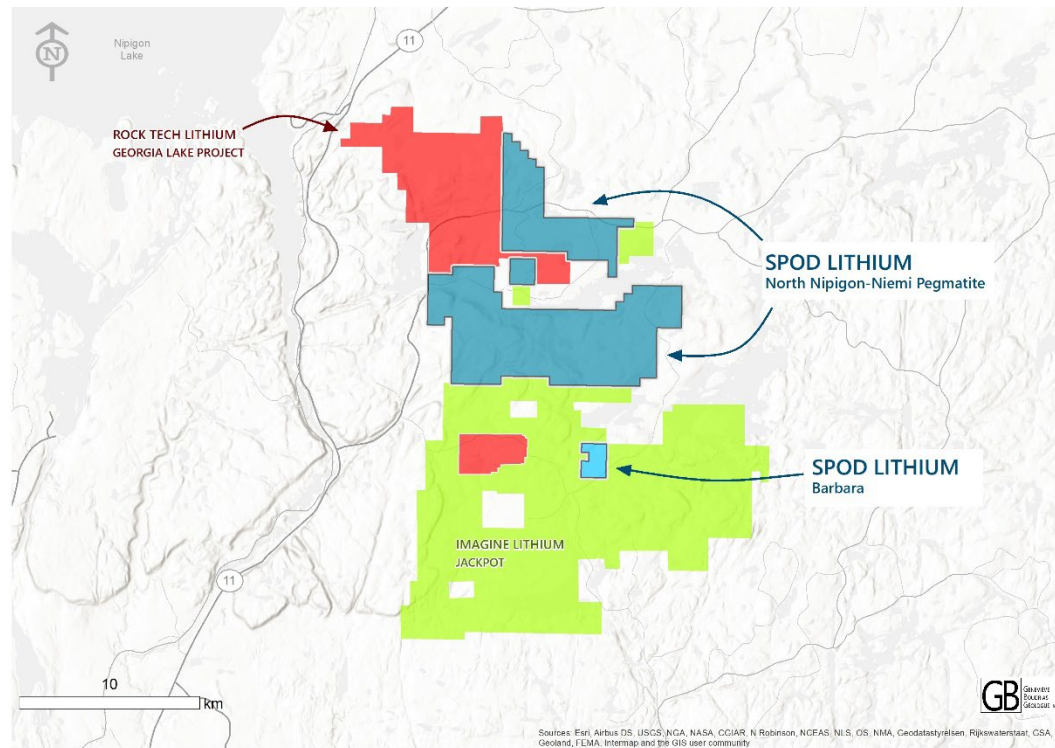 N
Nipigon
Lake
11
ROCK TECH LITHIUM
GEORGIA LAKE PROJECT
SPOD LITHIUM
North Nipigon-Niemi Pegmatite
SPOD LITHIUM
Barbara
IMAGINE LITHIUM
JACKPOT
11
10
km
GB
Sources: Esri, Airbus DS, USGS, NGA, NASA, CGIAR, N Robinson, NCEAS, NLS, OS, NMA, Geodatastyrelsen, Rijkswaterstaat, GSA,
Geoland, FEMA, Intermap and the GIS user community